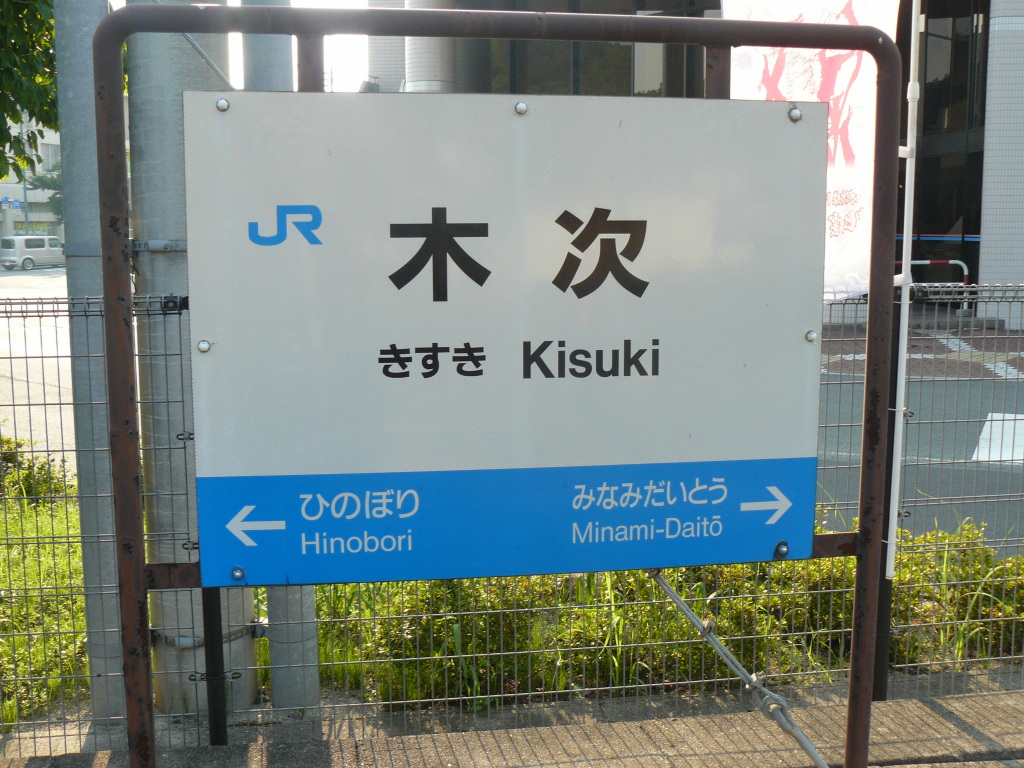 JR 木次
きすき Kisuki
← ひのぼり
Hinobori
みなみだいとう →
Minami-Daitō